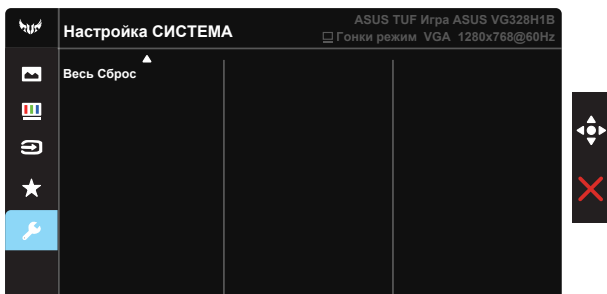 Настройка СИСТЕМА
ASUS TUF Игра ASUS VG328H1B
Гонки режим VGA 1280x768@60Hz
Весь Сброс